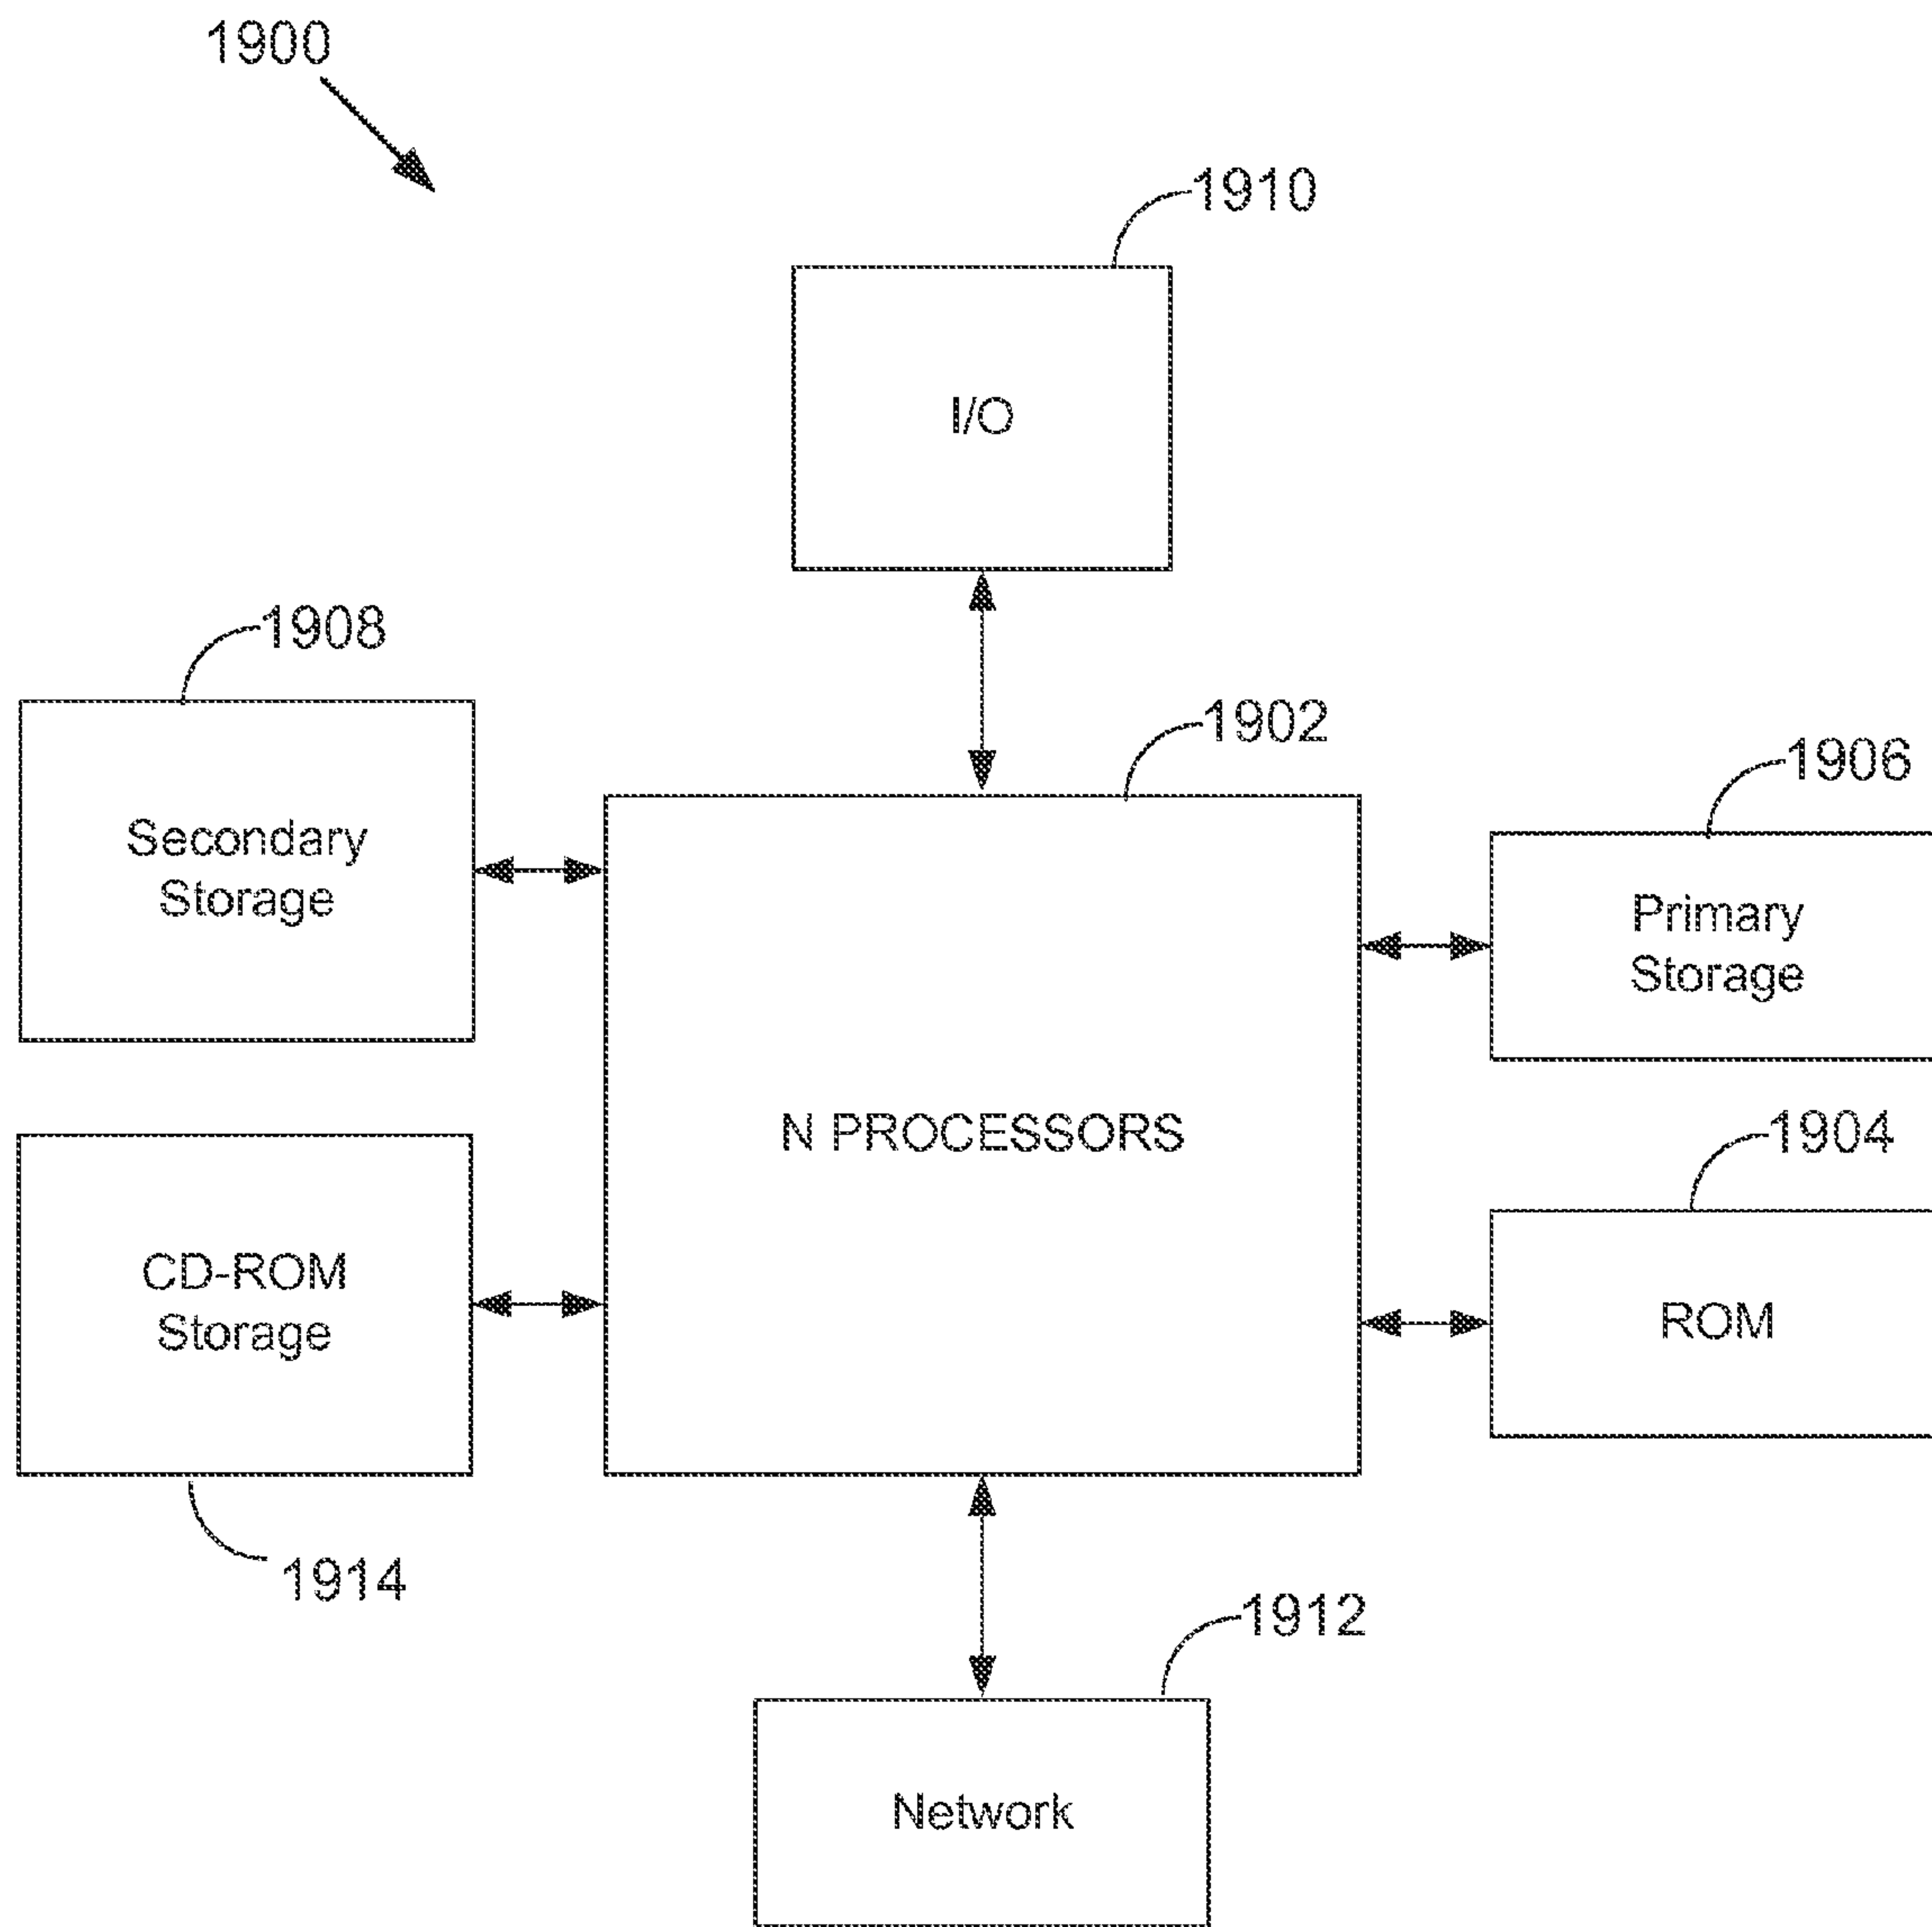 1900
1910
I/O
1908
1902
1906
Secondary
Storage
Primary
Storage
N PROCESSORS
1904
CD-ROM
Storage
ROM
1914
1912
Network